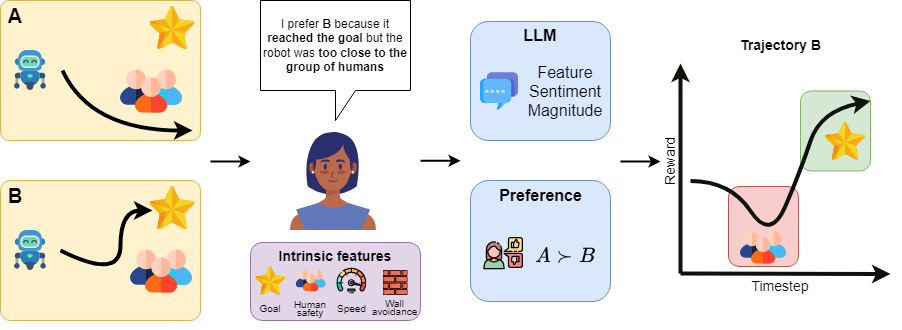 A
B
I prefer B because it
reached the goal but the
robot was too close to the
group of humans
Intrinsic features
Goal
Human
safety
Speed
Wall
avoidance
LLM
Feature
Sentiment
Magnitude
Preference
A ≻ B
Trajectory B
Reward
Timestep